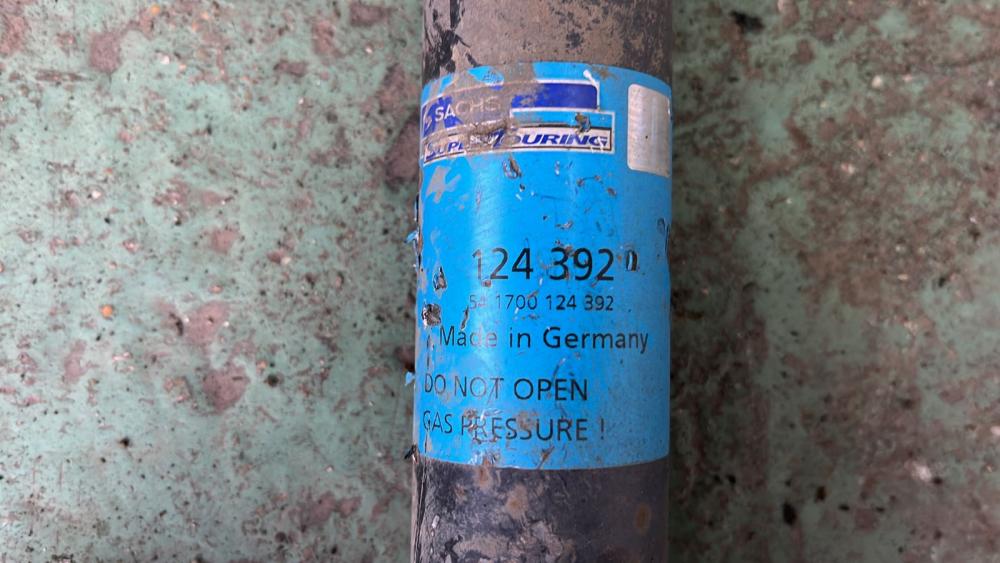 SACHS
SUPER TOURING
124 392
54 1700 124 392
Made in Germany
DO NOT OPEN
GAS PRESSURE !